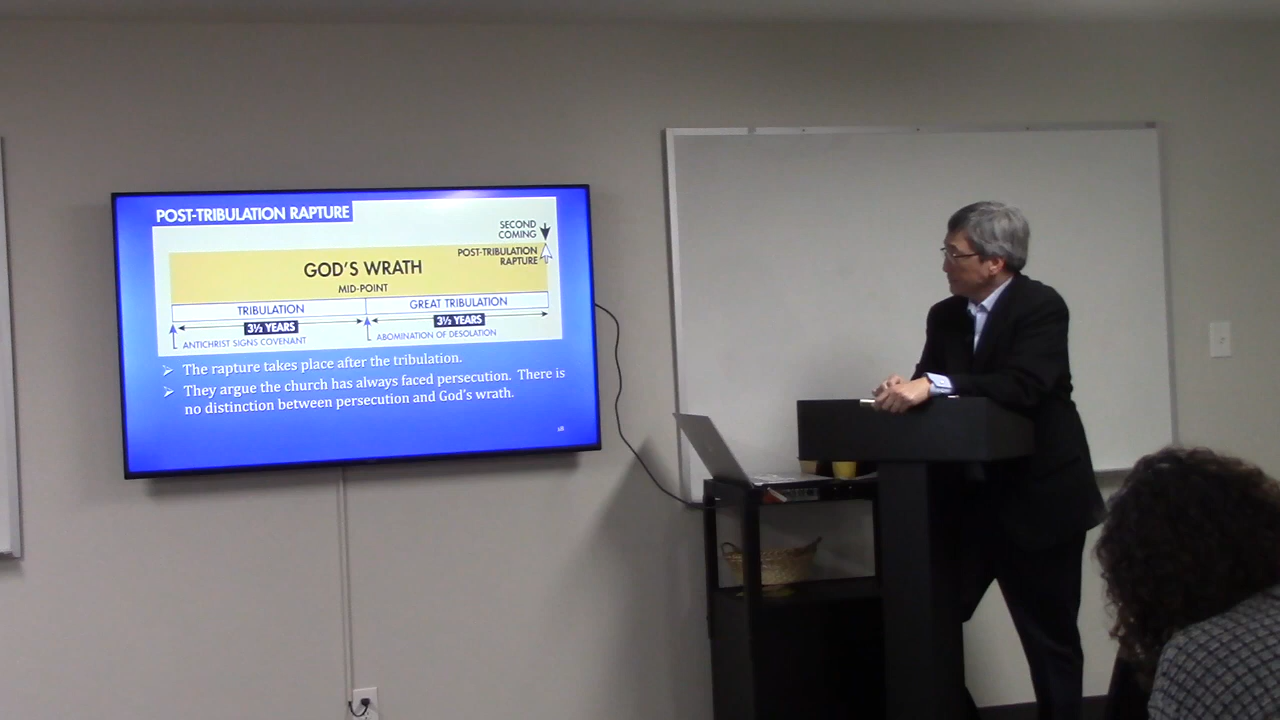 POST-TRIBULATION RAPTURE
SECOND
COMING
POST-TRIBULATION
RAPTURE
GOD'S WRATH
MID-POINT
TRIBULATION
GREAT TRIBULATION
3½ YEARS
3½ YEARS
ANTICHRIST SIGNS COVENANT
ABOMINATION OF DESOLATION
➢ The rapture takes place after the tribulation.
➢ They argue the church has always faced persecution. There is
no distinction between persecution and God's wrath.